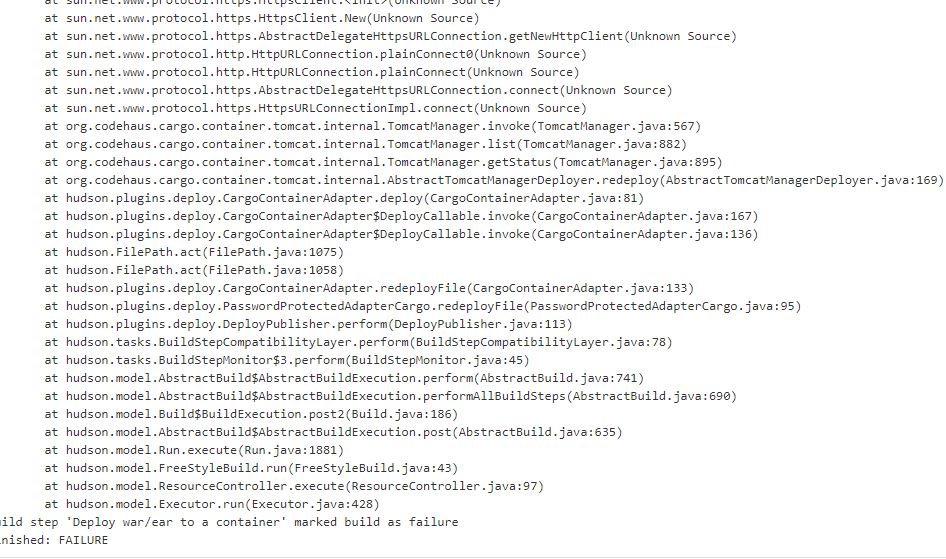 at sun.net.www.protocol.https.HttpsClient.<init>(Unknown Source)
at sun.net.www.protocol.https.HttpsClient.New(Unknown Source)
at sun.net.www.protocol.https.AbstractDelegateHttpsURLConnection.getNewHttpClient(Unknown Source)
at sun.net.www.protocol.http.HttpURLConnection.plainConnect0(Unknown Source)
at sun.net.www.protocol.http.HttpURLConnection.plainConnect(Unknown Source)
at sun.net.www.protocol.https.AbstractDelegateHttpsURLConnection.connect(Unknown Source)
at sun.net.www.protocol.https.HttpsURLConnectionImpl.connect(Unknown Source)
at org.codehaus.cargo.container.tomcat.internal.TomcatManager.invoke(TomcatManager.java:567)
at org.codehaus.cargo.container.tomcat.internal.TomcatManager.list(TomcatManager.java:882)
at org.codehaus.cargo.container.tomcat.internal.TomcatManager.getStatus(TomcatManager.java:895)
at org.codehaus.cargo.container.tomcat.internal.AbstractTomcatManagerDeployer.redeploy(AbstractTomcatManagerDeployer.java:169)
at hudson.plugins.deploy.CargoContainerAdapter.deploy(CargoContainerAdapter.java:81)
at hudson.plugins.deploy.CargoContainerAdapter$DeployCallable.invoke(CargoContainerAdapter.java:167)
at hudson.plugins.deploy.CargoContainerAdapter$DeployCallable.invoke(CargoContainerAdapter.java:136)
at hudson.FilePath.act(FilePath.java:1075)
at hudson.FilePath.act(FilePath.java:1058)
at hudson.plugins.deploy.CargoContainerAdapter.redeployFile(CargoContainerAdapter.java:133)
at hudson.plugins.deploy.PasswordProtectedAdapterCargo.redeployFile(PasswordProtectedAdapterCargo.java:95)
at hudson.plugins.deploy.DeployPublisher.perform(DeployPublisher.java:113)
at hudson.tasks.BuildStepCompatibilityLayer.perform(BuildStepCompatibilityLayer.java:78)
at hudson.tasks.BuildStepMonitor$3.perform(BuildStepMonitor.java:45)
at hudson.model.AbstractBuild$AbstractBuildExecution.perform(AbstractBuild.java:741)
at hudson.model.AbstractBuild$AbstractBuildExecution.performAllBuildSteps(AbstractBuild.java:690)
at hudson.model.Build$BuildExecution.post2(Build.java:186)
at hudson.model.AbstractBuild$AbstractBuildExecution.post(AbstractBuild.java:635)
at hudson.model.Run.execute(Run.java:1881)
at hudson.model.FreeStyleBuild.run(FreeStyleBuild.java:43)
at hudson.model.ResourceController.execute(ResourceController.java:97)
at hudson.model.Executor.run(Executor.java:428)
ild step 'Deploy war/ear to a container' marked build as failure
nished: FAILURE